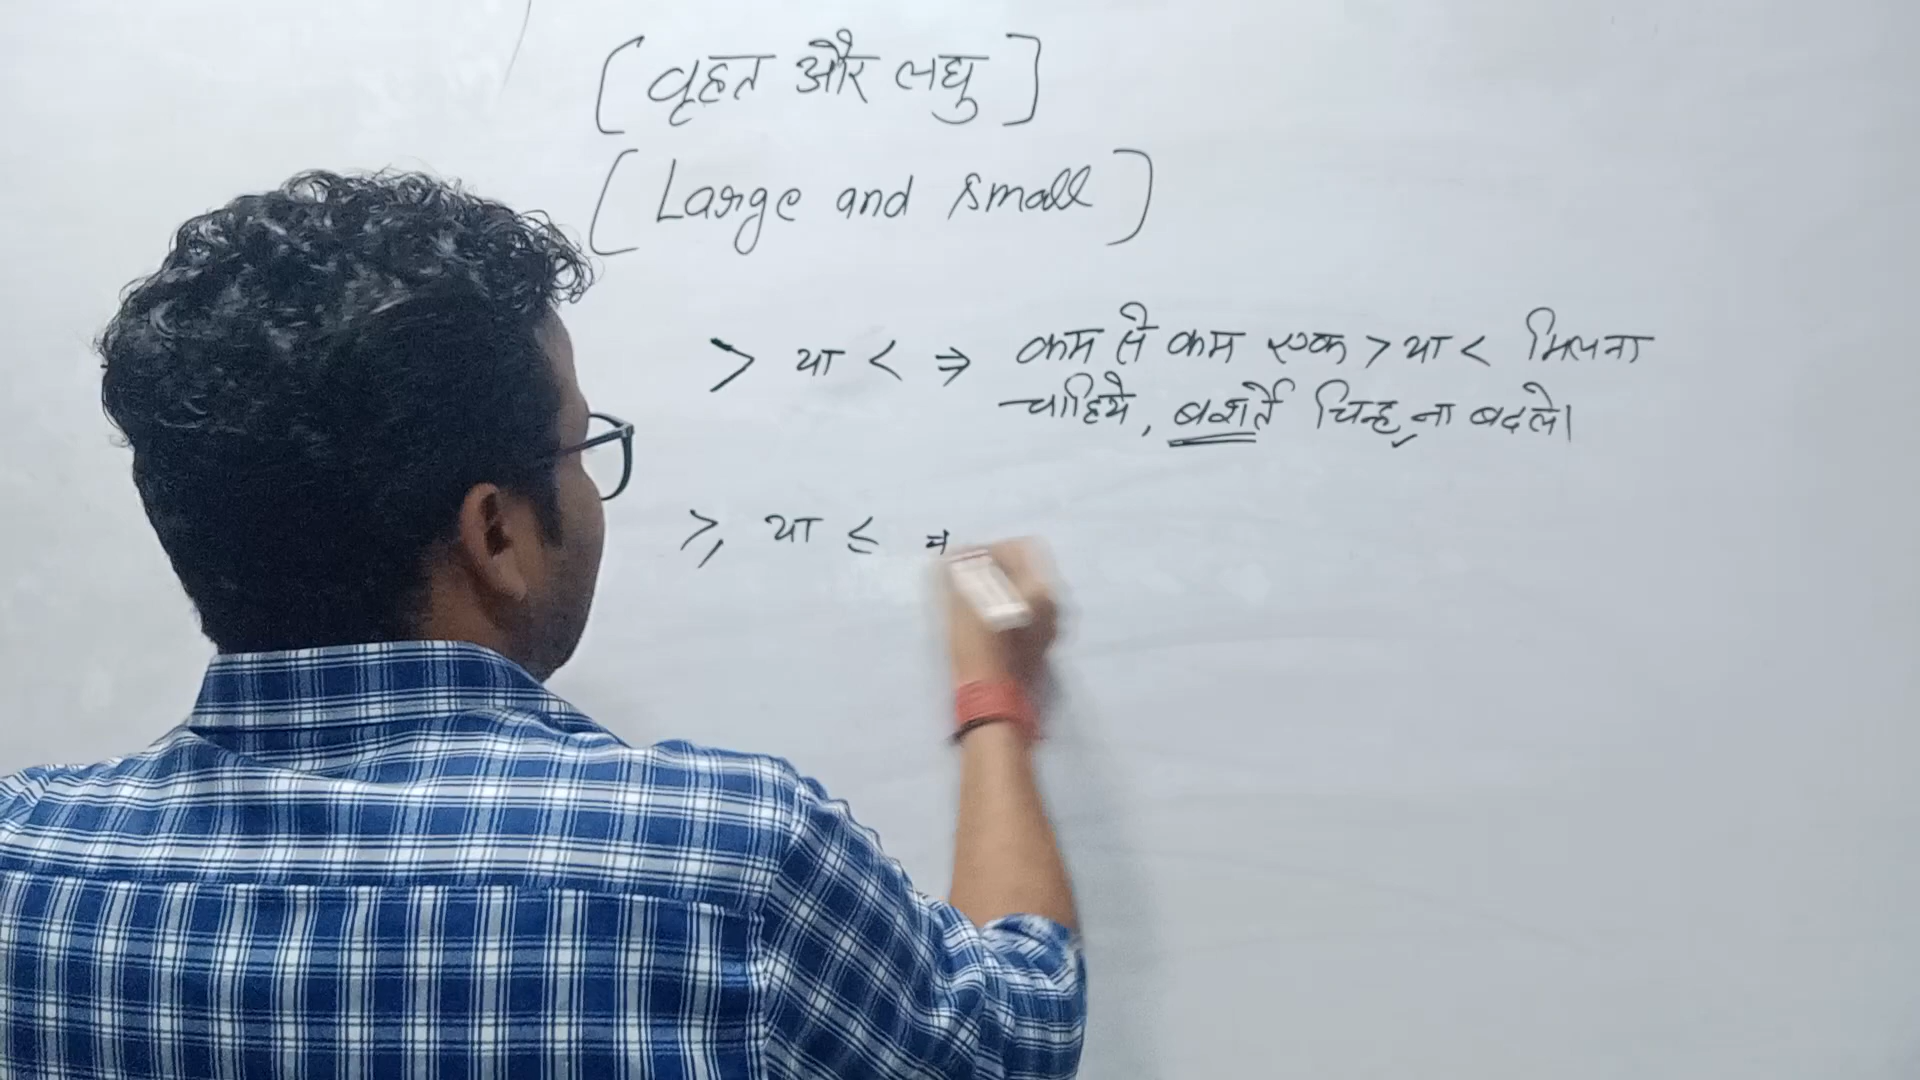 [वृहत और लघु]
[Large and small]
> या < ⇒ कम से कम एक > या < मिलना
चाहिये, बशर्ते चिन्ह ना बदले।
≥ या ≤ =